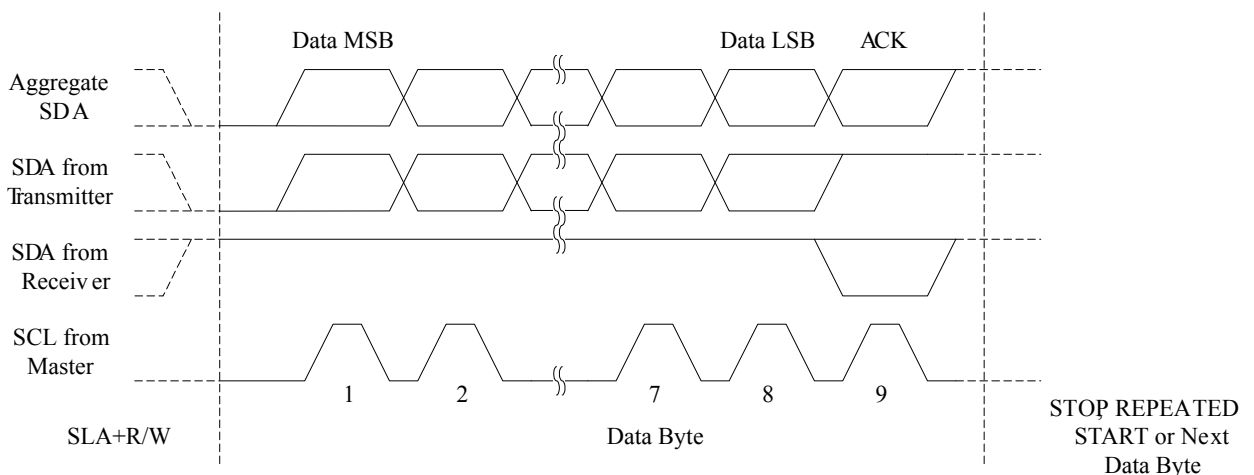 Data MSB
Data LSB
ACK
Aggregate
SDA
SDA from
Transmitter
SDA from
Receiver
SCL from
Master
1
2
7
8
9
SLA+R/W
Data Byte
STOP, REPEATED
START or Next
Data Byte